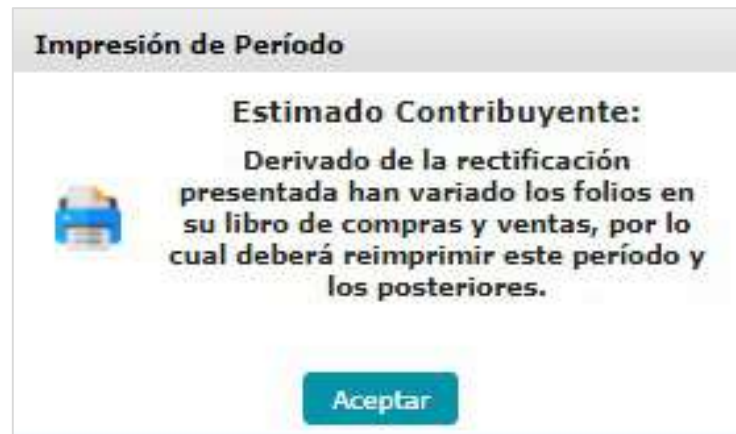 Impresión de Período
Estimado Contribuyente:
Derivado de la rectificación
presentada han variado los folios en
su libro de compras y ventas, por lo
cual deberá reimprimir este período y
los posteriores.
Aceptar